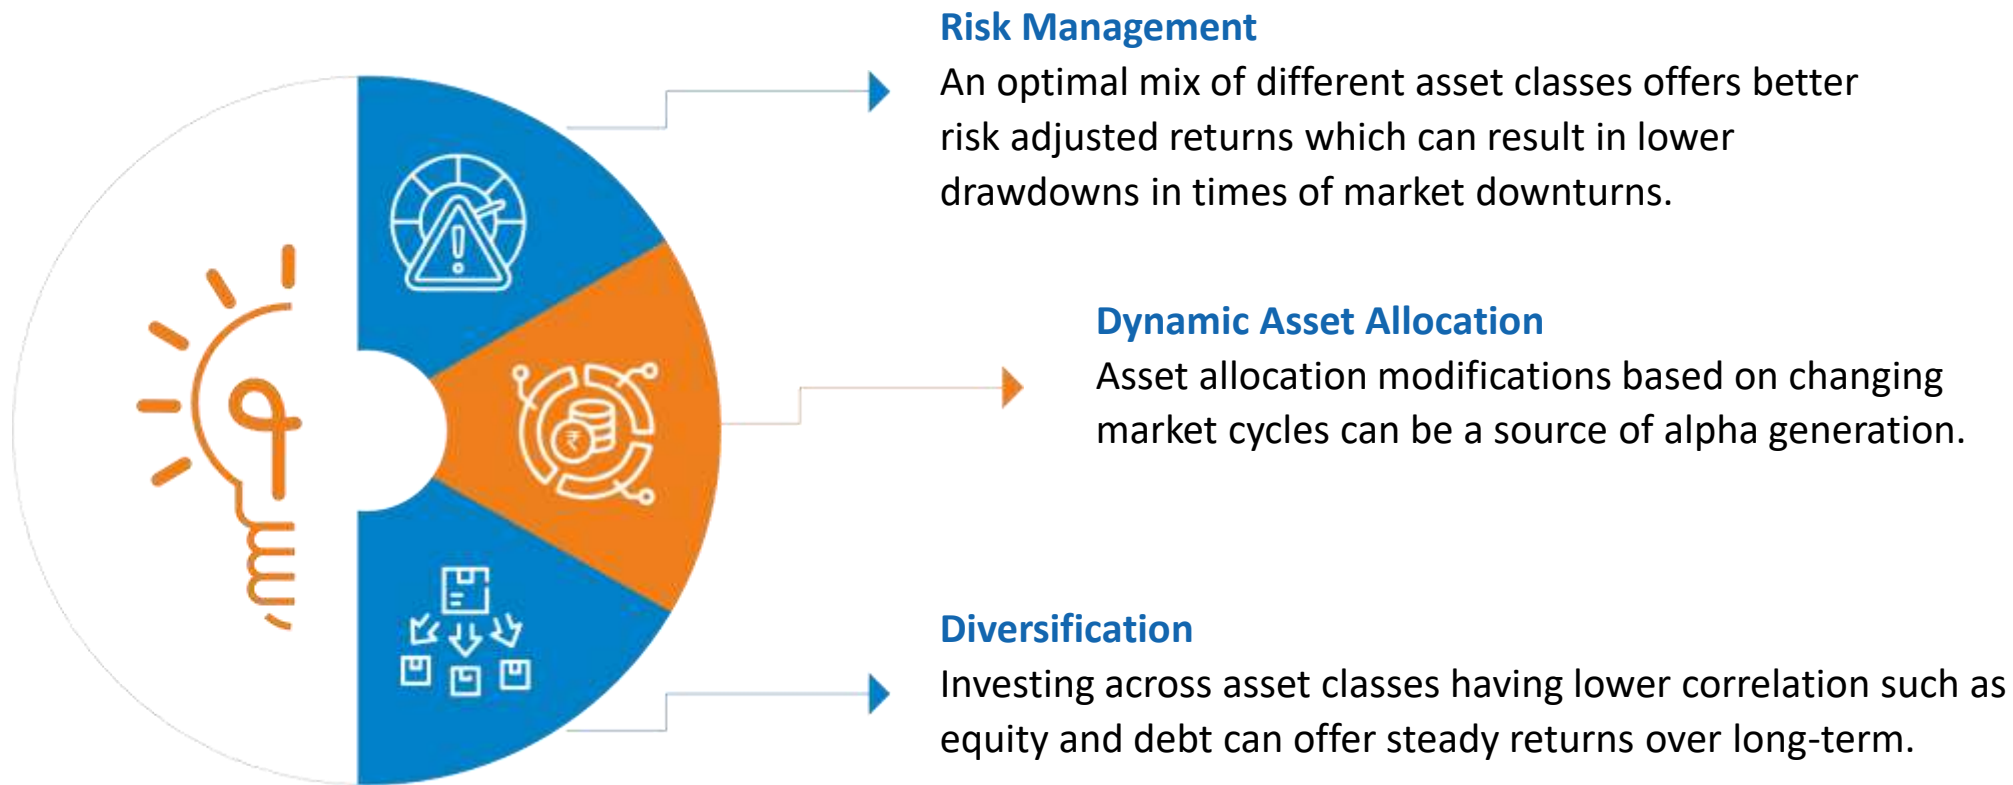 Risk Management
An optimal mix of different asset classes offers better
risk adjusted returns which can result in lower
drawdowns in times of market downturns.
Dynamic Asset Allocation
Asset allocation modifications based on changing
market cycles can be a source of alpha generation.
₹
Diversification
Investing across asset classes having lower correlation such as
equity and debt can offer steady returns over long-term.